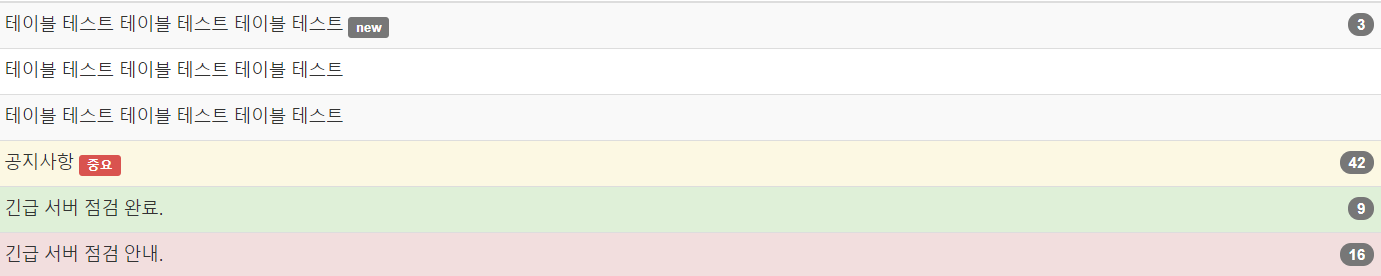 테이블 테스트 테이블 테스트 테이블 테스트 new 3
테이블 테스트 테이블 테스트 테이블 테스트
테이블 테스트 테이블 테스트 테이블 테스트
공지사항 중요 42
긴급 서버 점검 완료. 9
긴급 서버 점검 안내. 16